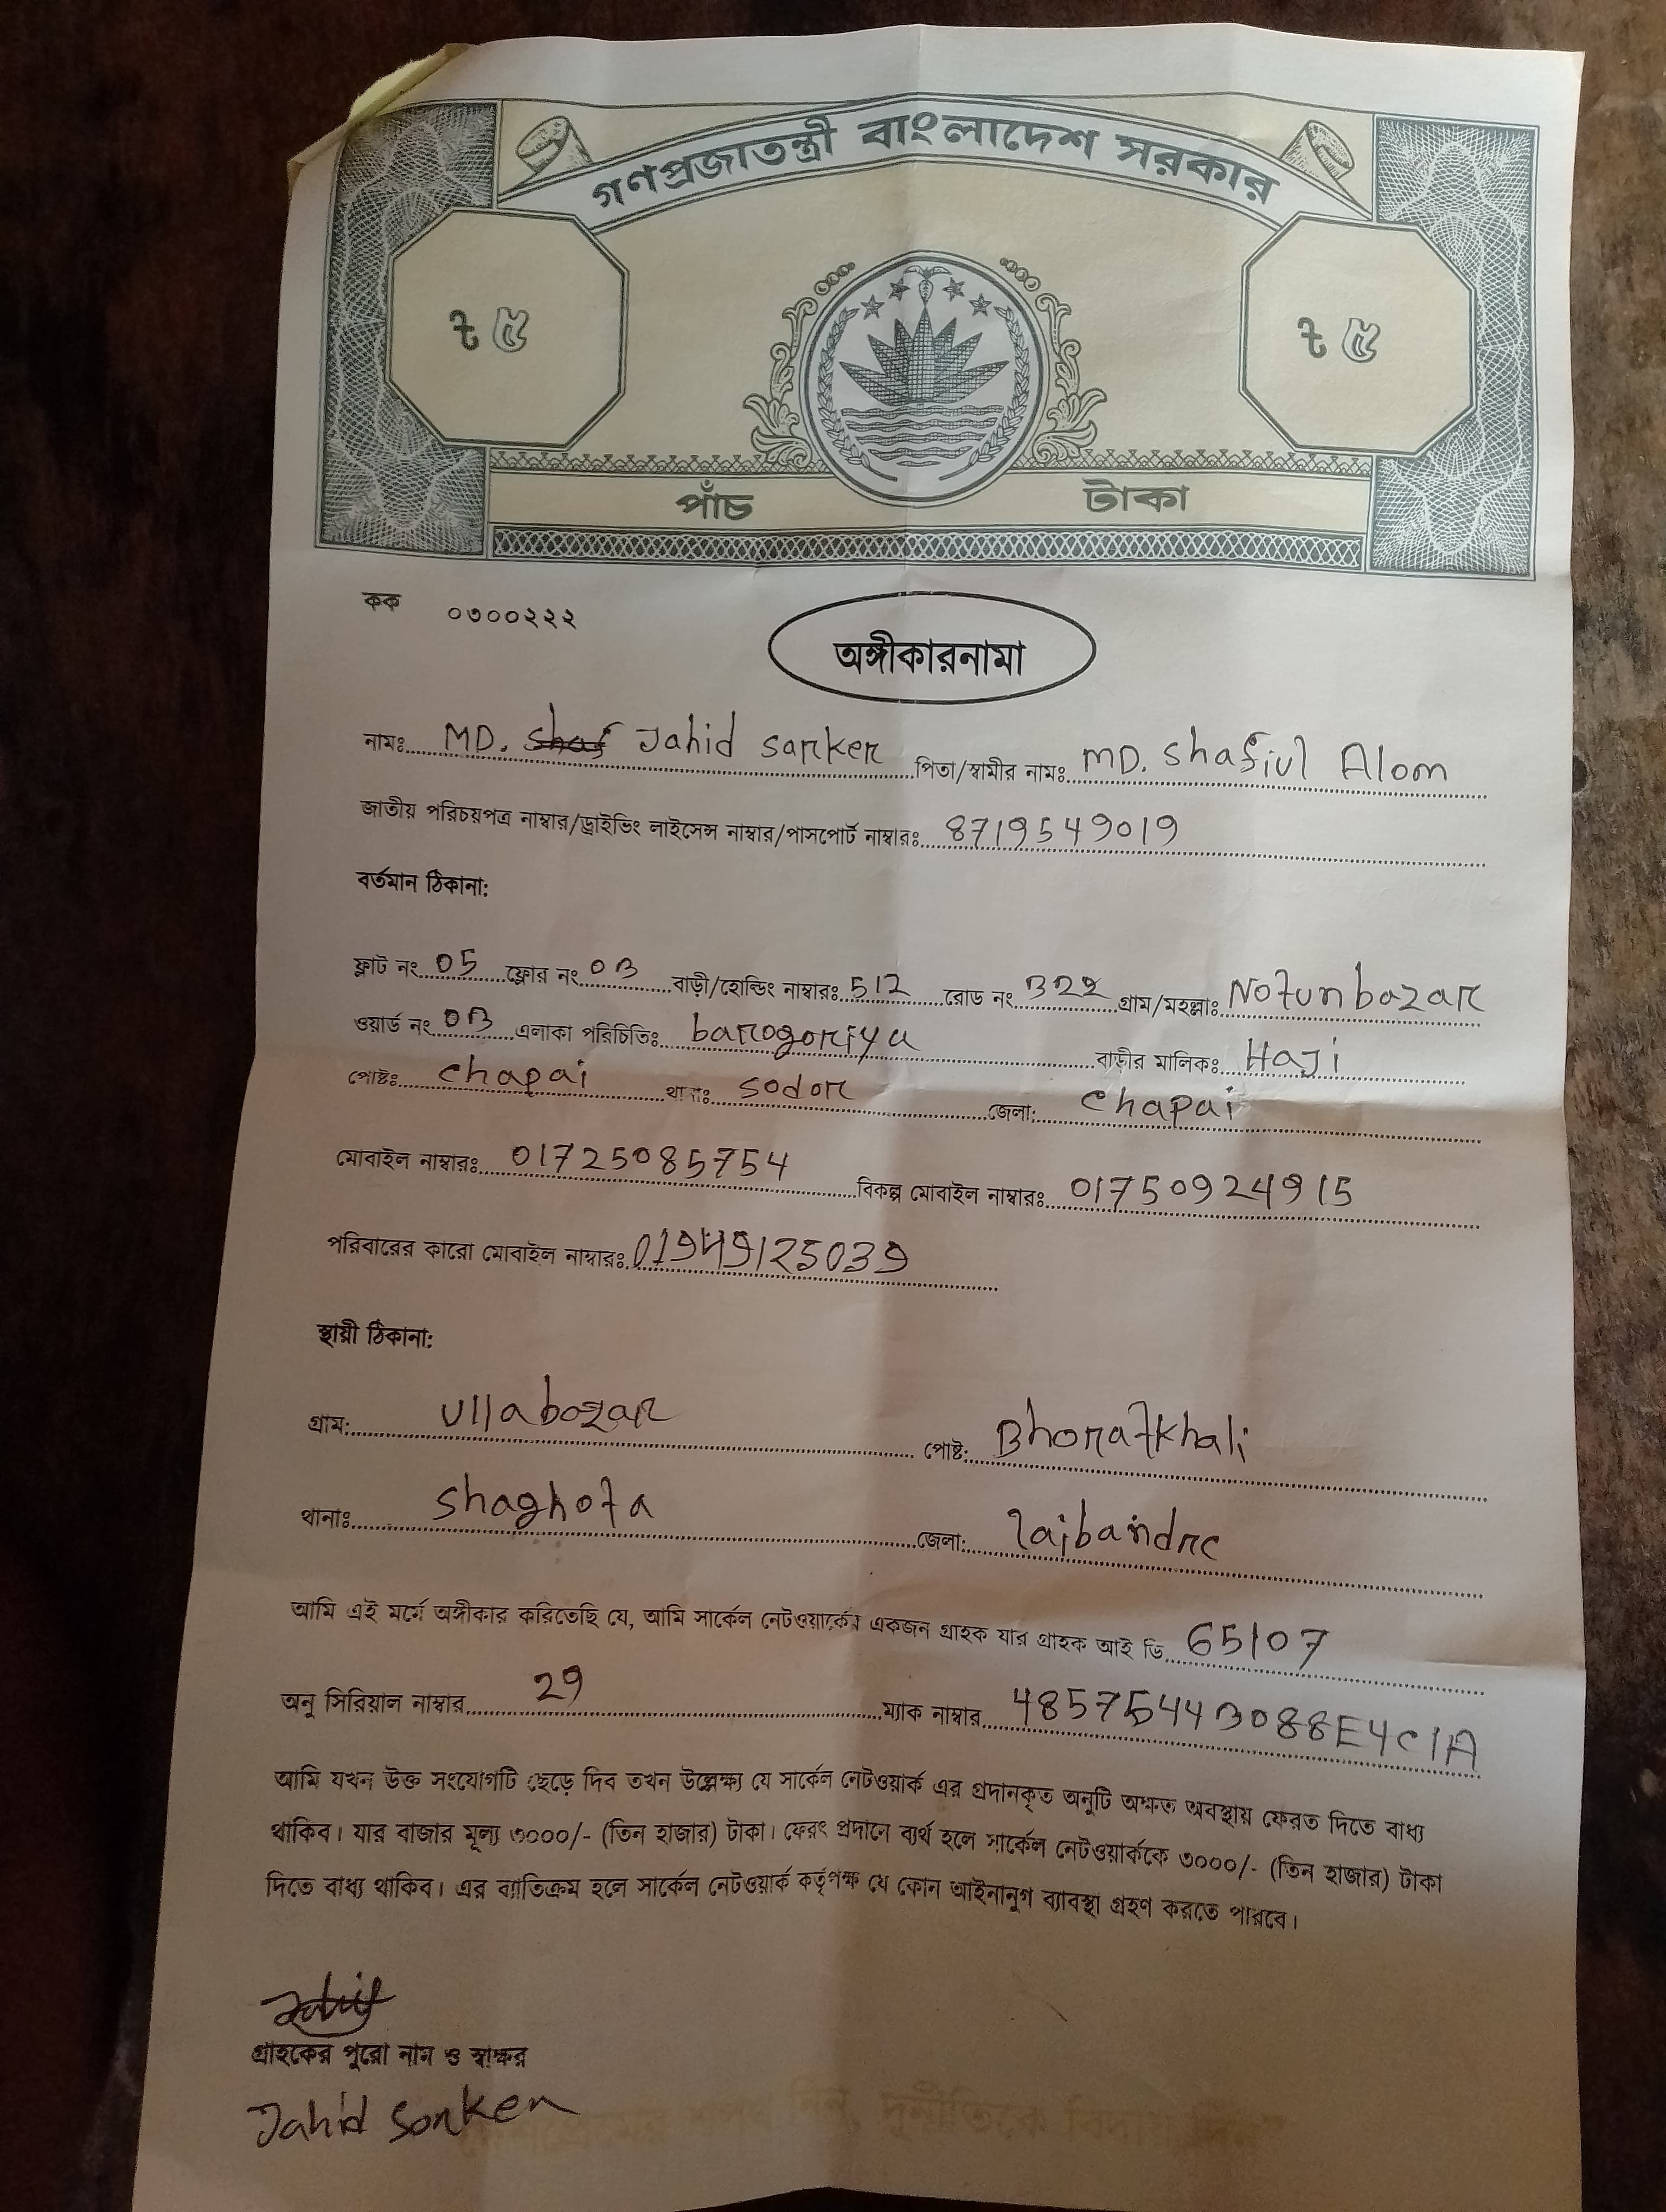 গণপ্রজাতন্ত্রী বাংলাদেশ সরকার
৳ ৫ ৳ ৫
পাঁচ টাকা
কক ০৩০০২২২
অঙ্গীকারনামা
নামঃ MD. Jahid sarker পিতা/স্বামীর নামঃ MD. Shafiul Alom
জাতীয় পরিচয়পত্র নাম্বার/ড্রাইভিং লাইসেন্স নাম্বার/পাসপোর্ট নাম্বারঃ 8719549019
বর্তমান ঠিকানা:
ফ্লাট নং 05 ফ্লোর নং 03 বাড়ী/হোল্ডিং নাম্বারঃ 512 রোড নং 322 গ্রাম/মহল্লাঃ Notunbazar
ওয়ার্ড নং 03 এলাকা পরিচিতিঃ barogoriya বাড়ীর মালিকঃ Haji
পোষ্টঃ chapai থানাঃ sodor জেলা: chapai
মোবাইল নাম্বারঃ 01725085754 বিকল্প মোবাইল নাম্বারঃ 01750924915
পরিবারের কারো মোবাইল নাম্বারঃ 01949125039
স্থায়ী ঠিকানা:
গ্রাম: Ullabazar পোষ্ট: Bhoratkhali
থানাঃ Shaghota জেলা:
আমি এই মর্মে অঙ্গীকার করিতেছি যে, আমি সার্কেল নেটওয়ার্কের একজন গ্রাহক যার গ্রাহক আই ডি 65107
অনু সিরিয়াল নাম্বার 29 ম্যাক নাম্বার 48575443088E4C1A
আমি যখন উক্ত সংযোগটি ছেড়ে দিব তখন উল্লেক্ষ্য যে সার্কেল নেটওয়ার্ক এর প্রদানকৃত অনুটি অক্ষত অবস্থায় ফেরত দিতে বাধ্য
থাকিব। যার বাজার মূল্য ৩০০০/- (তিন হাজার) টাকা। ফেরৎ প্রদানে ব্যর্থ হলে সার্কেল নেটওয়ার্ককে ৩০০০/- (তিন হাজার) টাকা
দিতে বাধ্য থাকিব। এর ব্যাতিক্রম হলে সার্কেল নেটওয়ার্ক কর্তৃপক্ষ যে কোন আইনানুগ ব্যাবস্থা গ্রহণ করতে পারবে।
গ্রাহকের পুরো নাম ও স্বাক্ষর
Jahid Sarker